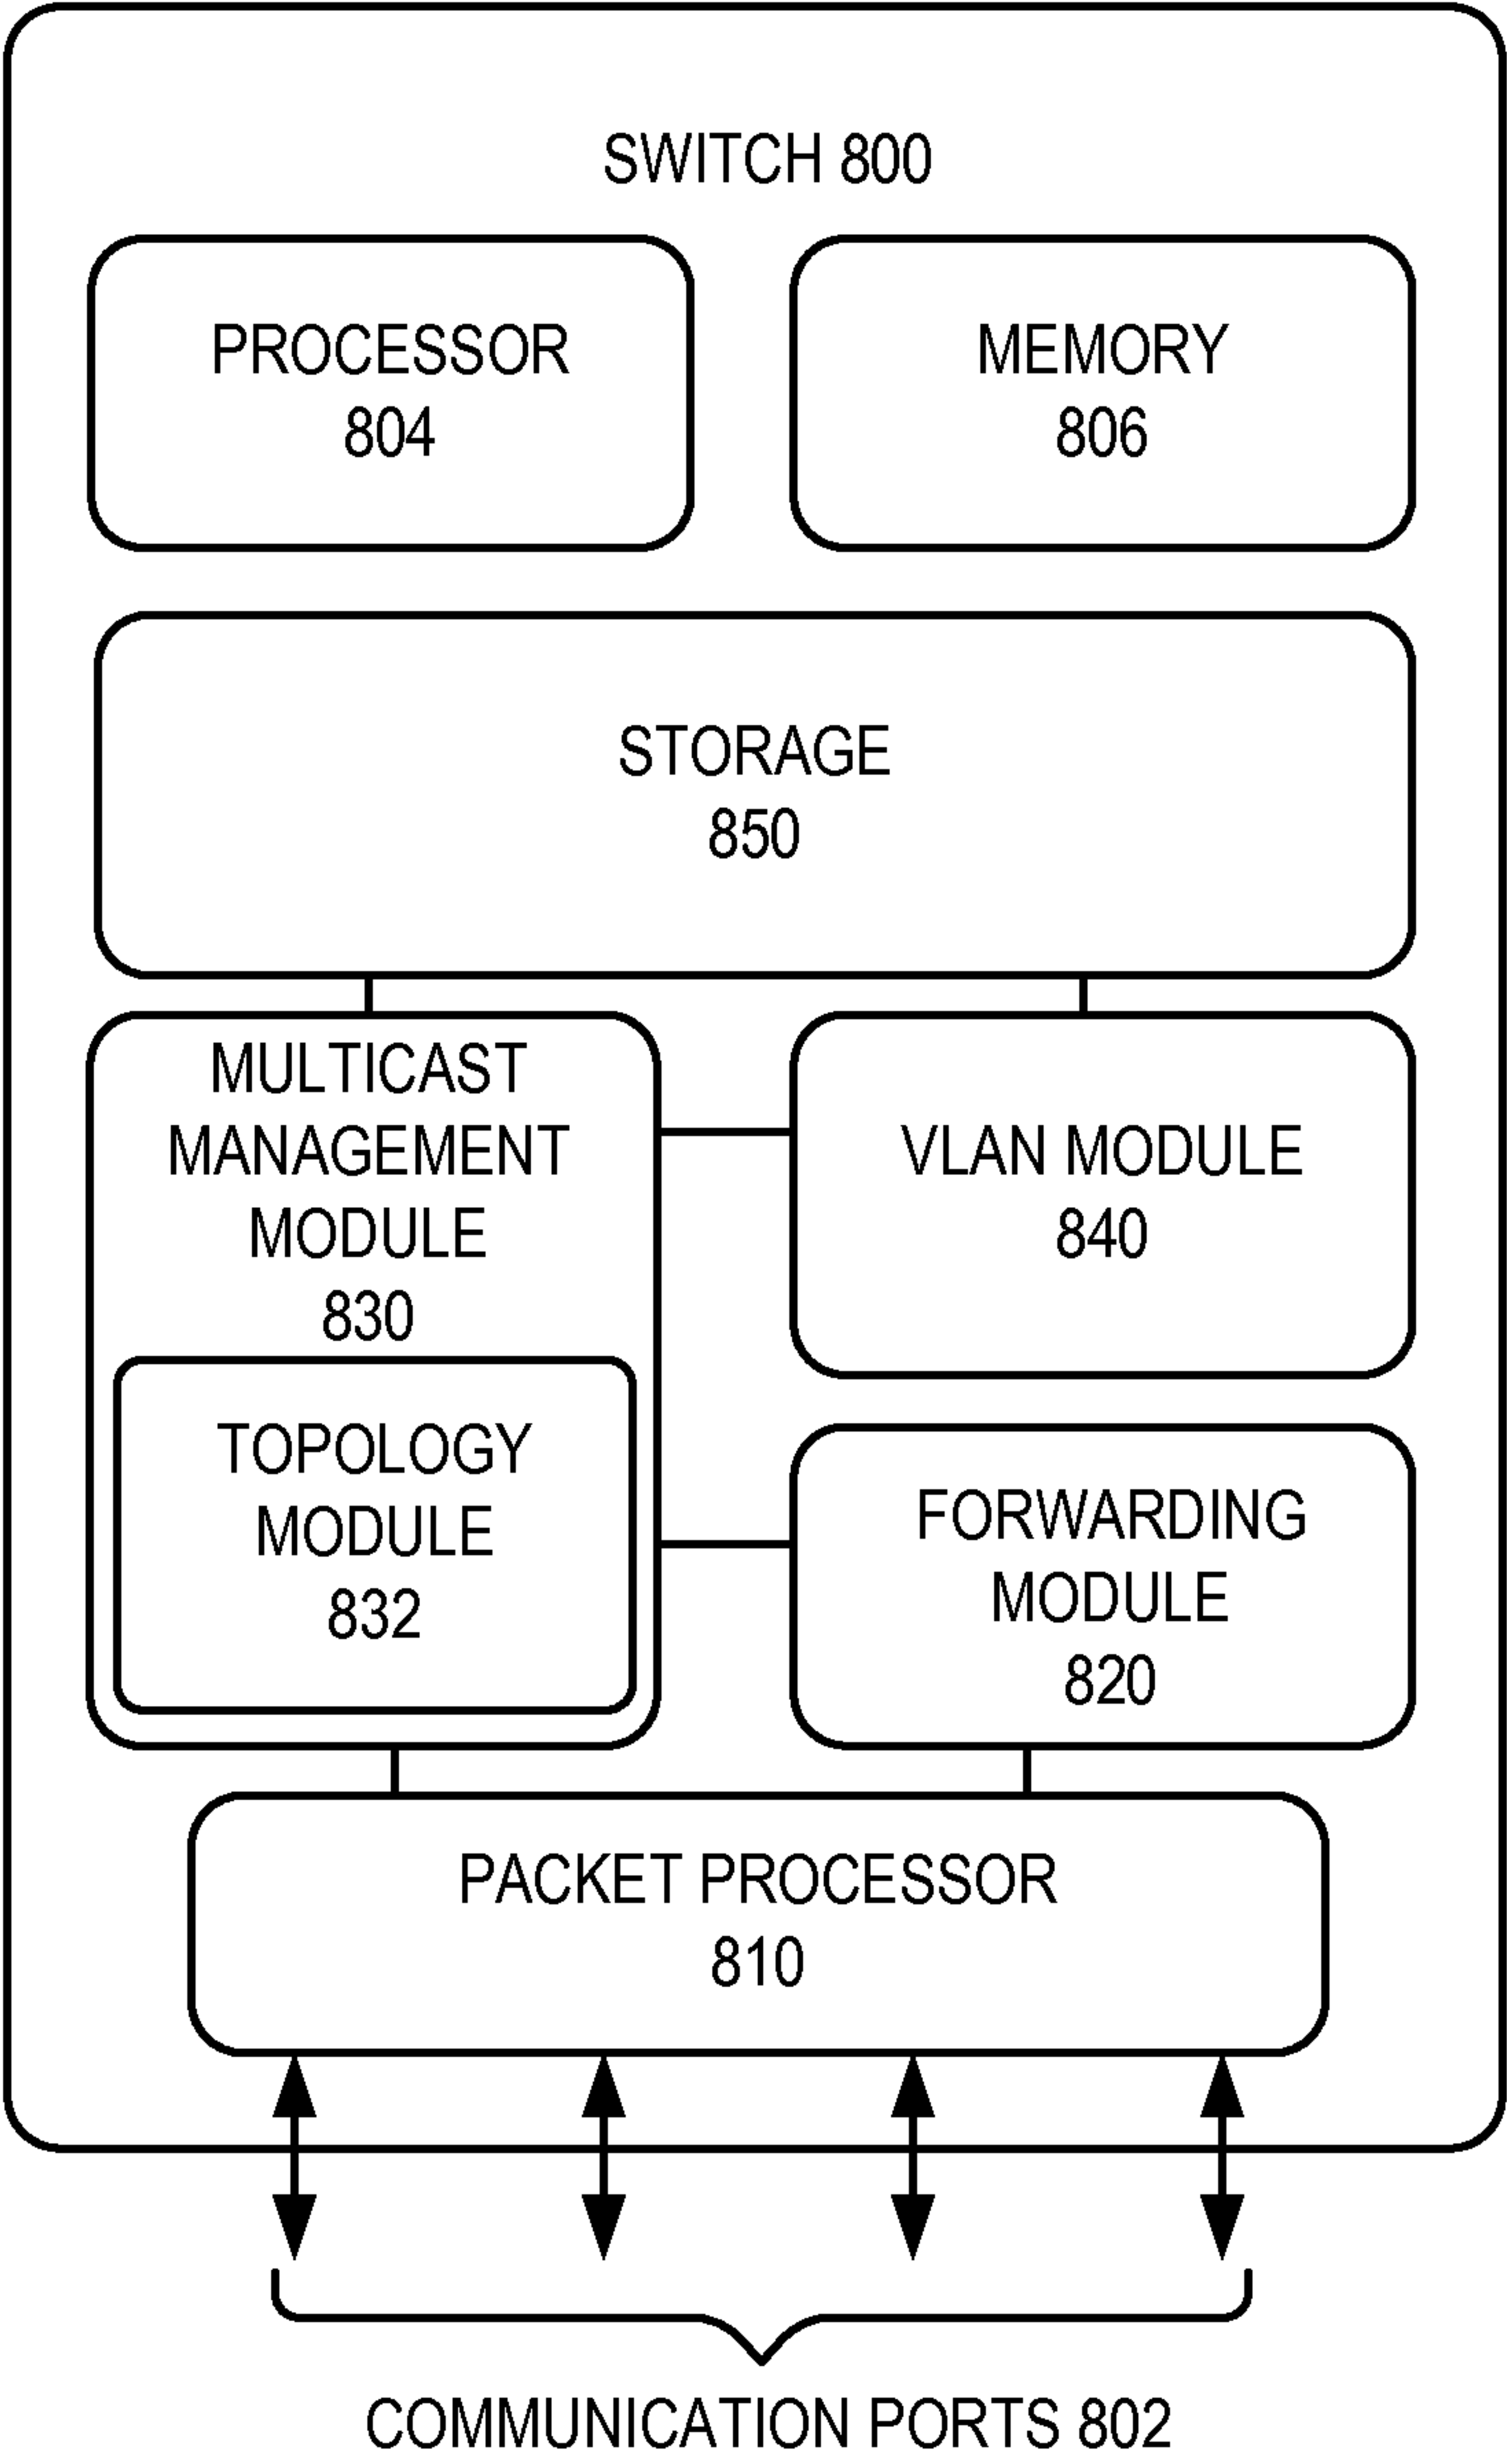 SWITCH 800
PROCESSOR
804
MEMORY
806
STORAGE
850
MULTICAST
MANAGEMENT
MODULE
830
VLAN MODULE
840
TOPOLOGY
MODULE
832
FORWARDING
MODULE
820
PACKET PROCESSOR
810
COMMUNICATION PORTS 802